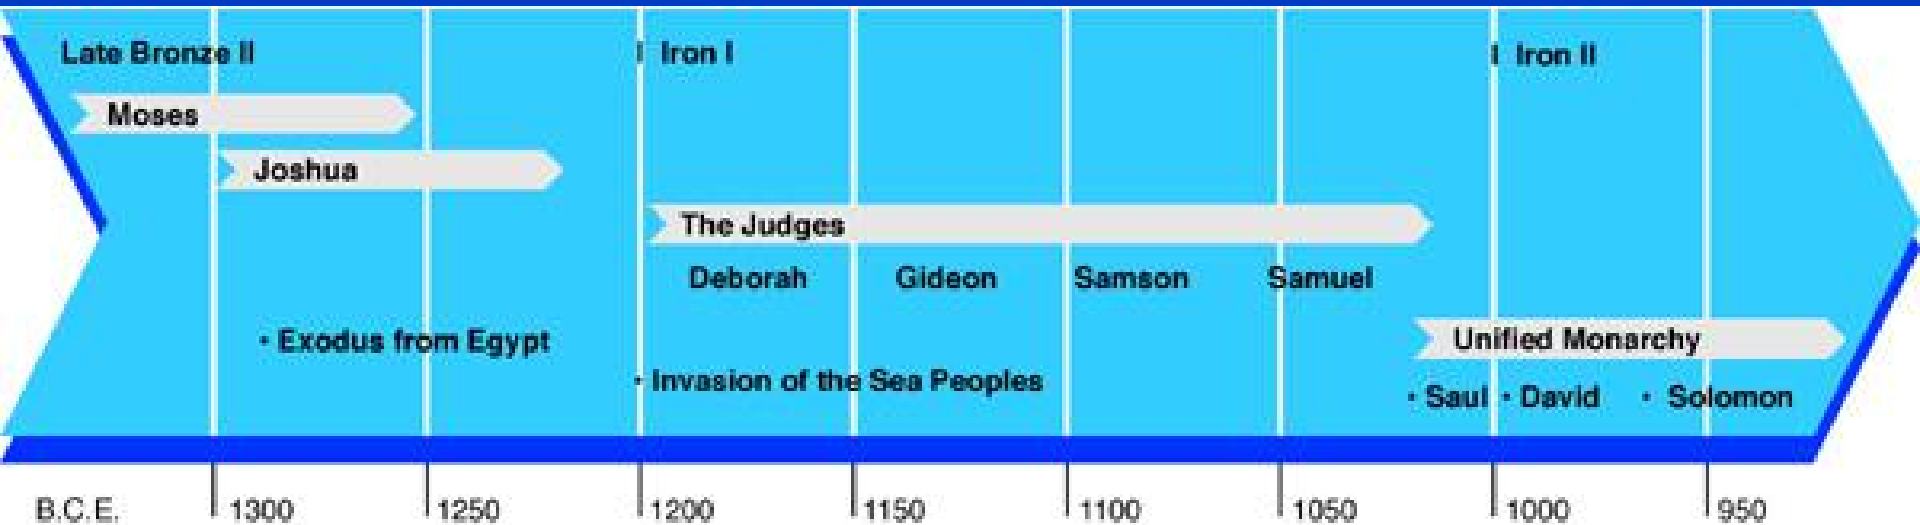 Late Bronze II
Iron I
Iron II
Moses
Joshua
The Judges
Deborah
Gideon
Samson
Samuel
• Exodus from Egypt
Unified Monarchy
• Invasion of the Sea Peoples
• Saul
• David
• Solomon
B.C.E.
1300
1250
1200
1150
1100
1050
1000
950